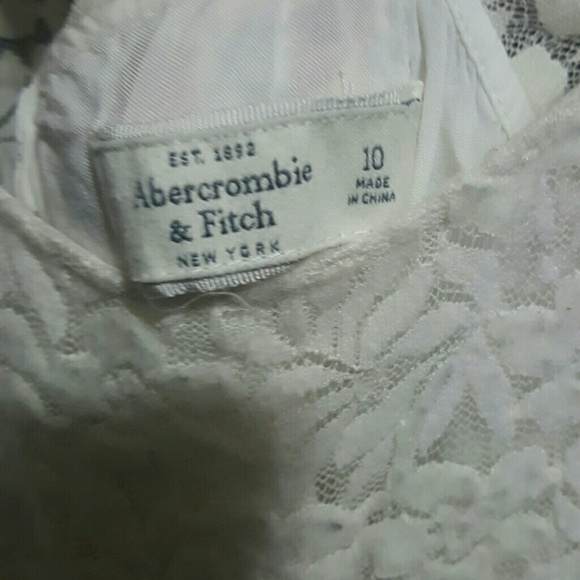 EST. 1892
Abercrombie
& Fitch
NEW YORK
10
MADE
IN CHINA